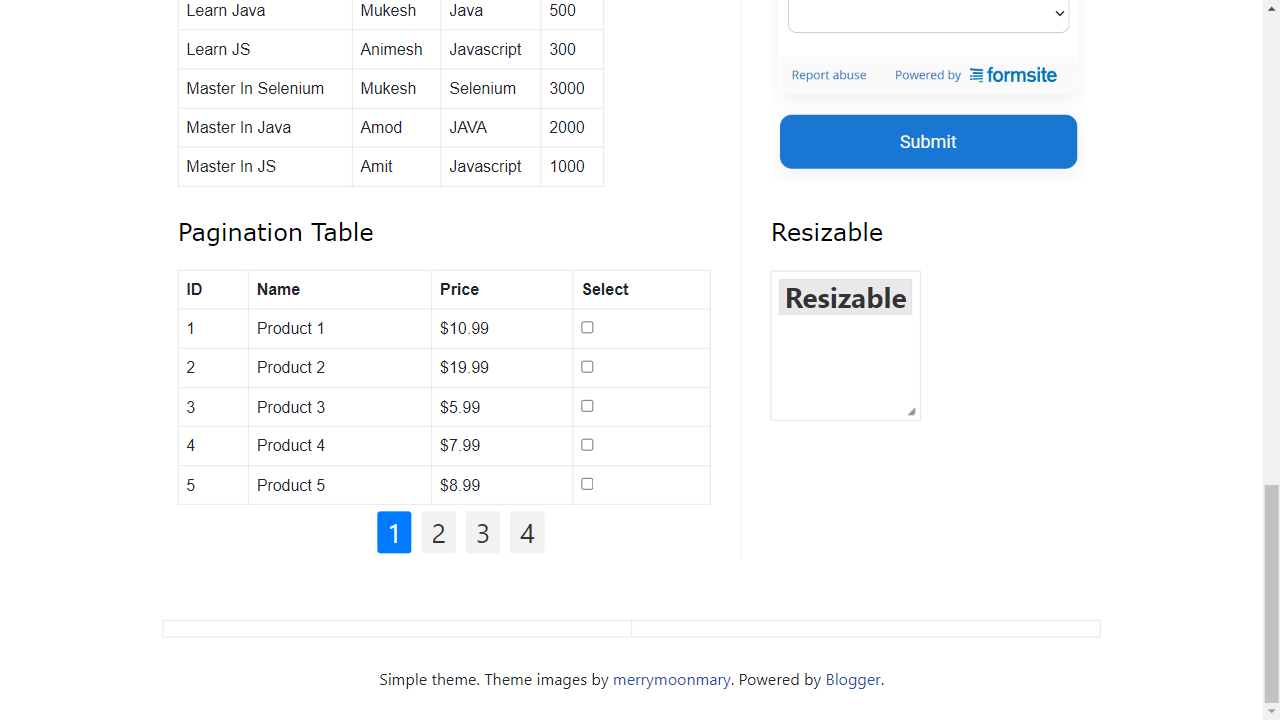 Learn Java Mukesh Java 500
Learn JS Animesh Javascript 300
Master In Selenium Mukesh Selenium 3000
Master In Java Amod JAVA 2000
Master In JS Amit Javascript 1000
Pagination Table
ID Name Price Select
1 Product 1 $10.99
2 Product 2 $19.99
3 Product 3 $5.99
4 Product 4 $7.99
5 Product 5 $8.99
1 2 3 4
Report abuse Powered by formsite
Submit
Resizable
Resizable
Simple theme. Theme images by merrymoonmary. Powered by Blogger.